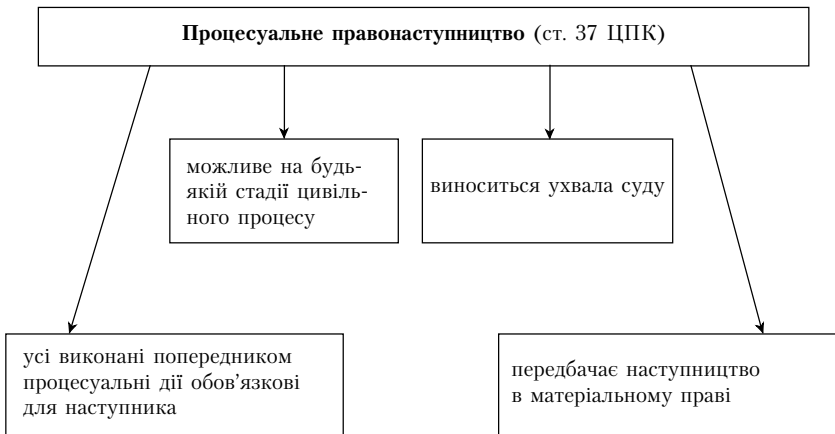 Процесуальне правонаступництво (ст. 37 ЦПК)
можливе на будь-
якій стадії цивіль-
ного процесу
виноситься ухвала суду
усі виконані попередником
процесуальні дії обов’язкові
для наступника
передбачає наступництво
в матеріальному праві